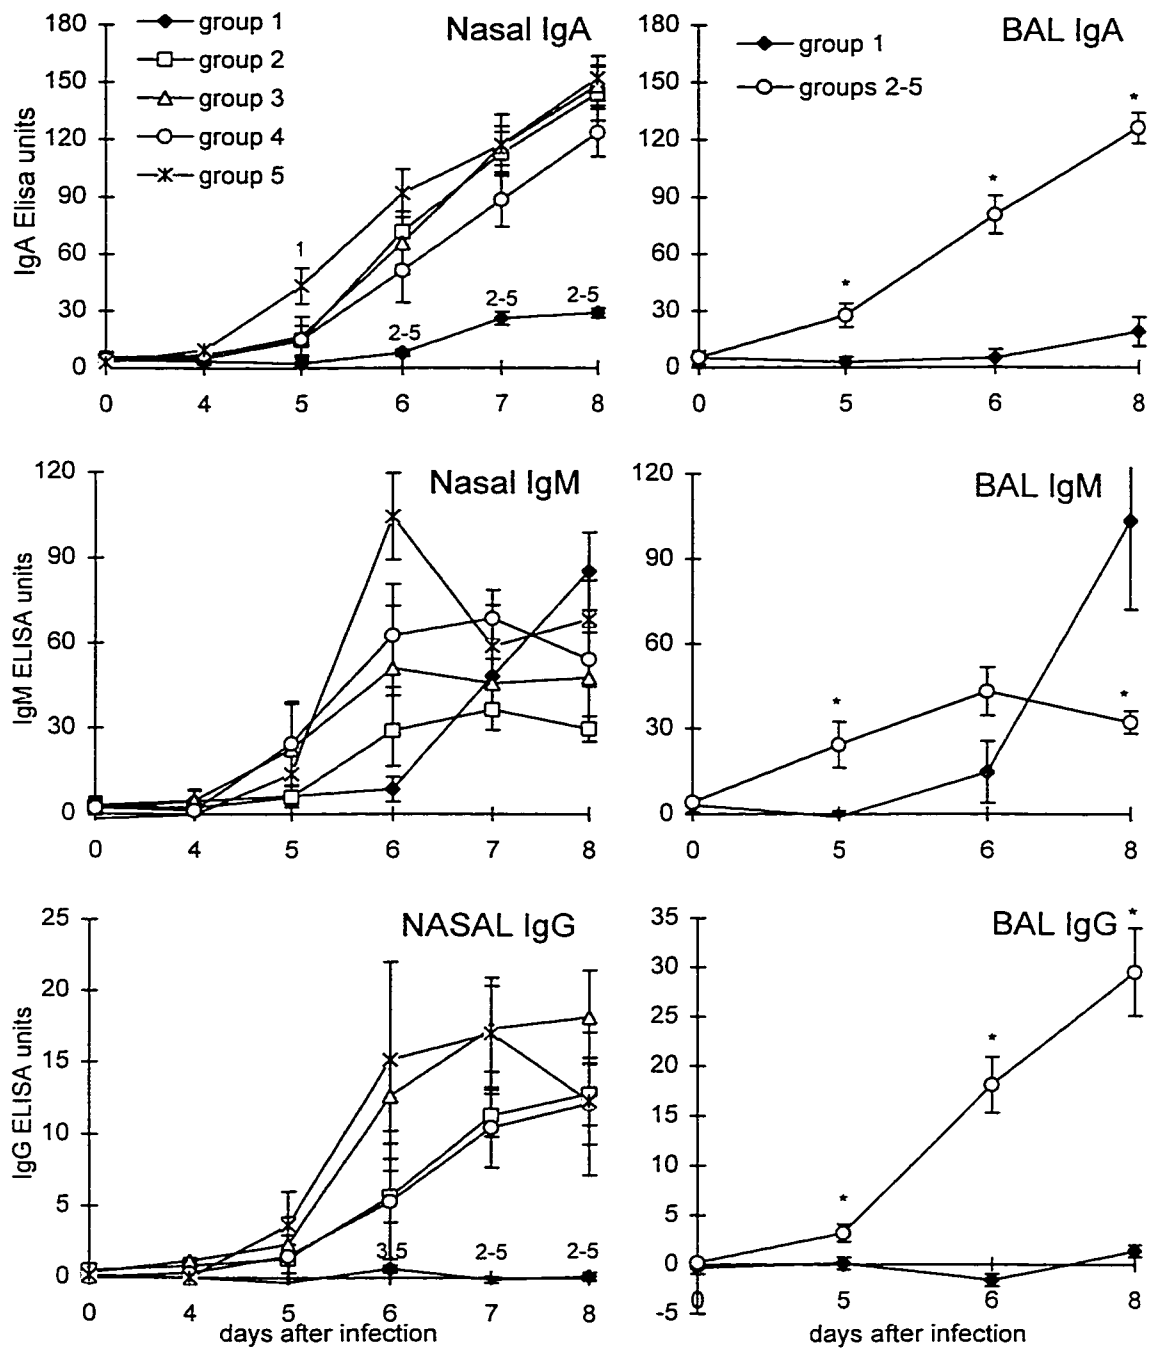 Nasal IgA
group 1
group 2
group 3
group 4
group 5
IgA Elisa units
180
150
120
90
60
30
0
1
2-5
2-5
2-5
0 4 5 6 7 8
BAL IgA
group 1
groups 2-5
180
150
120
90
60
30
0
*
*
*
0 5 6 8
Nasal IgM
IgM ELISA units
120
90
60
30
0
0 4 5 6 7 8
BAL IgM
120
90
60
30
0
*
*
0 5 6 8
NASAL IgG
IgG ELISA units
25
20
15
10
5
0
3-5
2-5
2-5
0 4 5 6 7 8
days after infection
BAL IgG
35
30
25
20
15
10
5
0
-5
*
*
*
0 5 6 8
days after infection